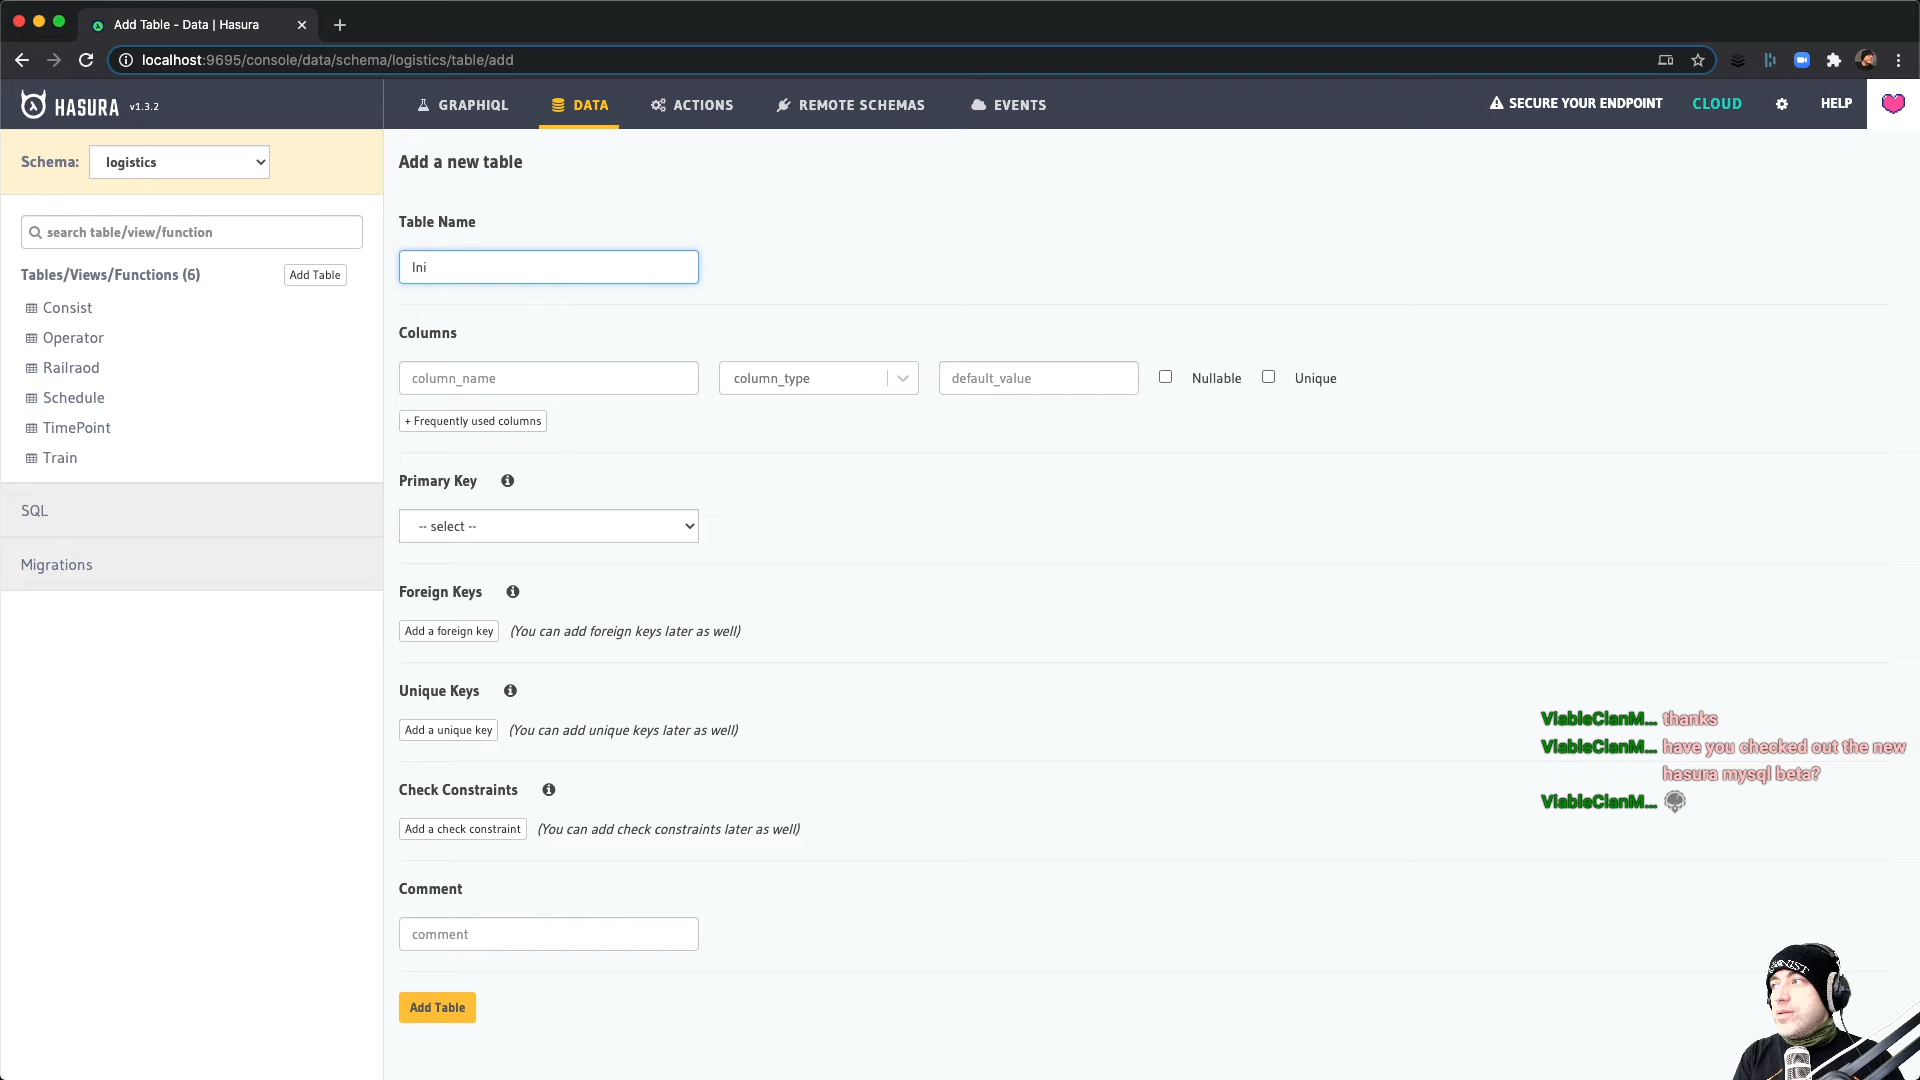 Add Table - Data | Hasura
localhost:9695/console/data/schema/logistics/table/add
HASURA v1.3.2
GRAPHIQL
DATA
ACTIONS
REMOTE SCHEMAS
EVENTS
SECURE YOUR ENDPOINT
CLOUD
HELP
Schema: logistics
search table/view/function
Tables/Views/Functions (6)
Add Table
Consist
Operator
Railraod
Schedule
TimePoint
Train
SQL
Migrations
Add a new table
Table Name
Ini
Columns
column_name
column_type
default_value
Nullable
Unique
+ Frequently used columns
Primary Key
-- select --
Foreign Keys
Add a foreign key (You can add foreign keys later as well)
Unique Keys
Add a unique key (You can add unique keys later as well)
Check Constraints
Add a check constraint (You can add check constraints later as well)
Comment
comment
Add Table
ViableClanM... thanks
ViableClanM... have you checked out the new
hasura mysql beta?
ViableClanM...